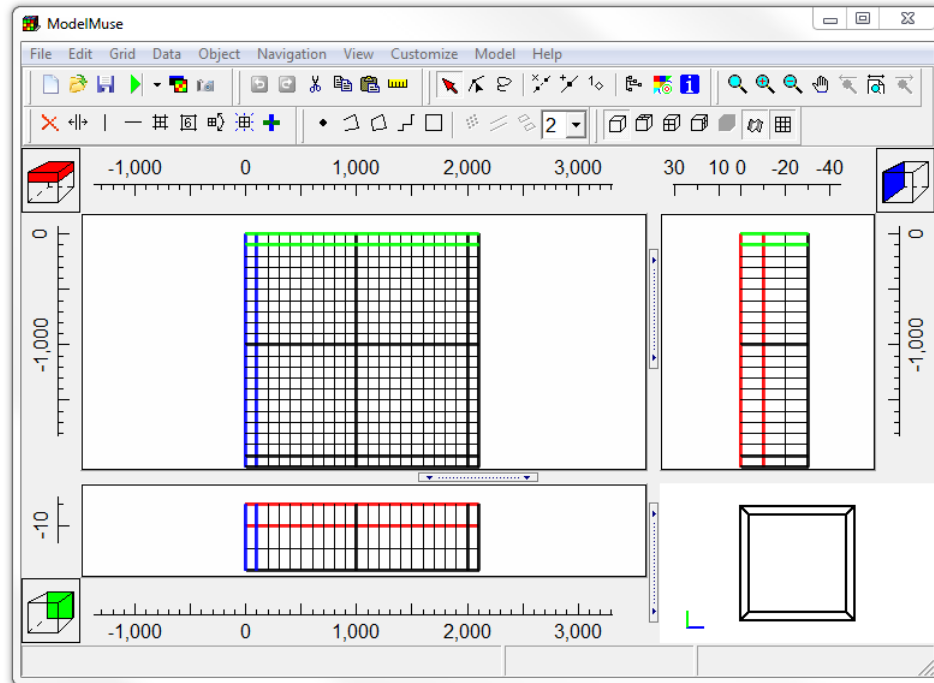 ModelMuse
File Edit Grid Data Object Navigation View Customize Model Help
2
-1,000 0 1,000 2,000 3,000 30 10 0 -20 -40
0 0
-1,000 -1,000
-10
-1,000 0 1,000 2,000 3,000